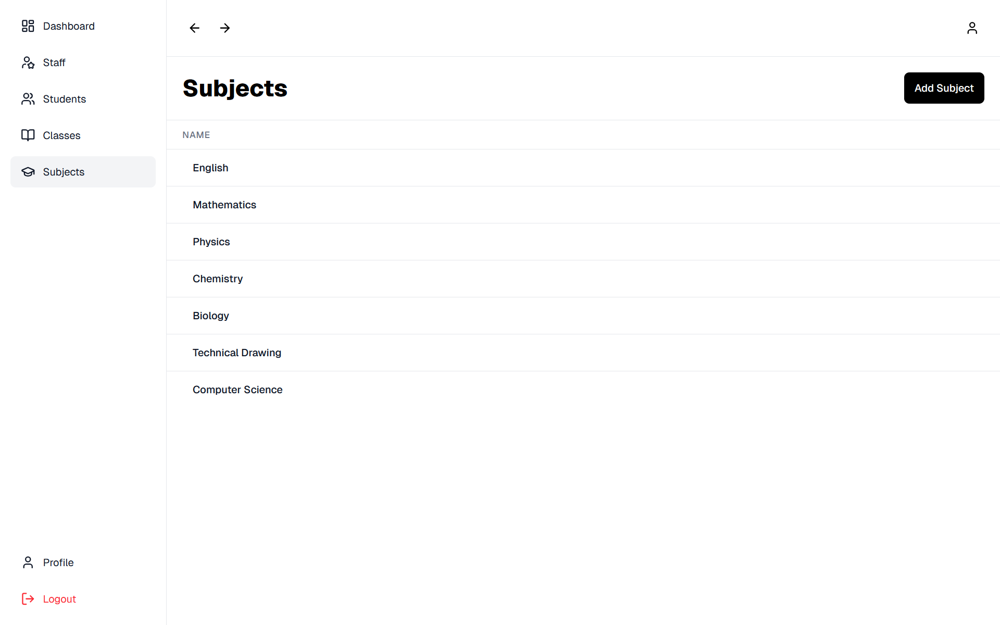 Dashboard
Staff
Students
Classes
Subjects
Profile
Logout
Subjects
Add Subject
NAME
English
Mathematics
Physics
Chemistry
Biology
Technical Drawing
Computer Science